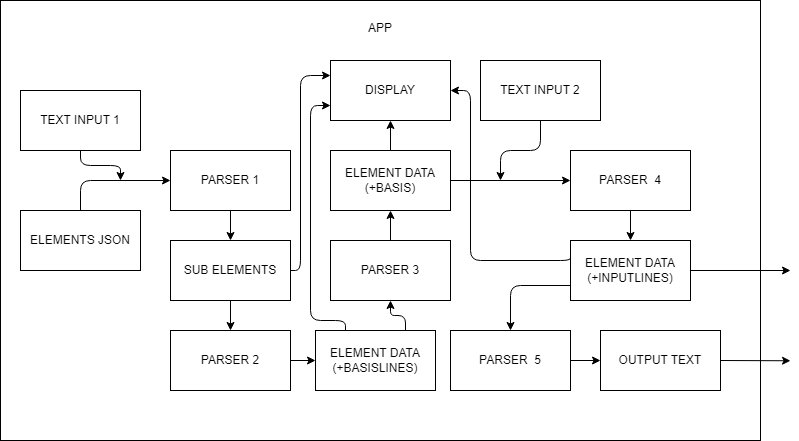 APP
DISPLAY
TEXT INPUT 2
TEXT INPUT 1
PARSER 1
ELEMENT DATA
(+BASIS)
PARSER  4
ELEMENTS JSON
SUB ELEMENTS
PARSER 3
ELEMENT DATA
(+INPUTLINES)
PARSER 2
ELEMENT DATA
(+BASISLINES)
PARSER  5
OUTPUT TEXT